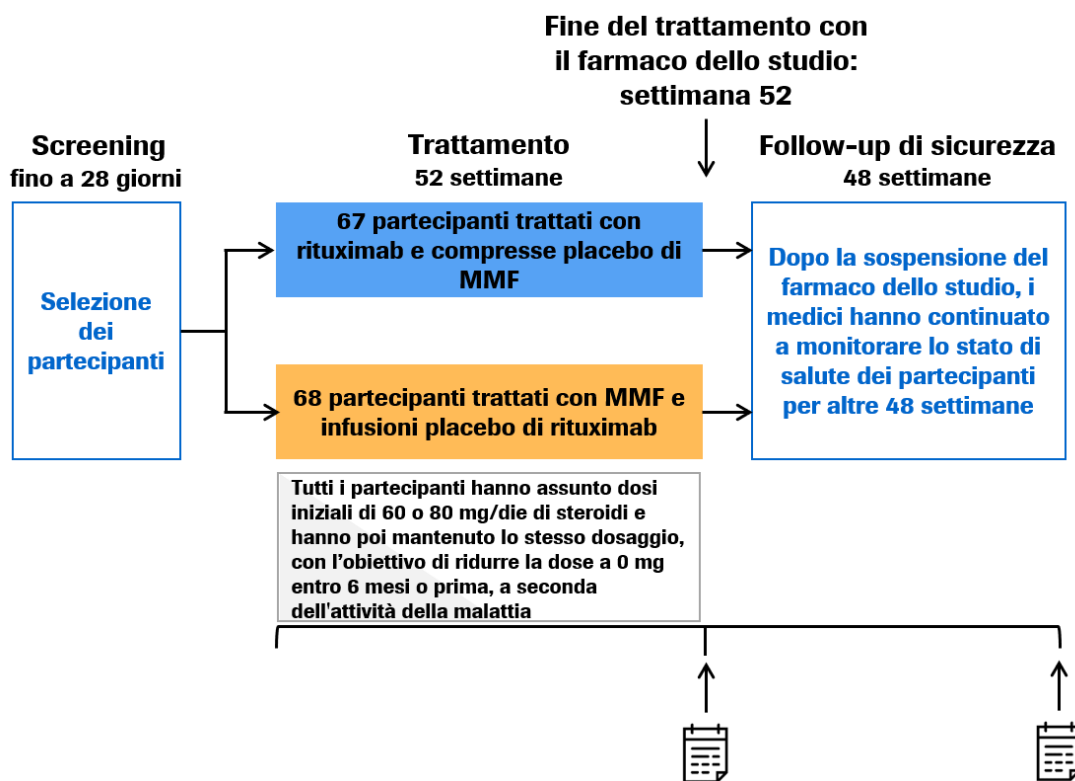 Fine del trattamento con
il farmaco dello studio:
settimana 52
Screening
fino a 28 giorni
Trattamento
52 settimane
Follow-up di sicurezza
48 settimane
Selezione
dei
partecipanti
67 partecipanti trattati con
rituximab e compresse placebo di
MMF
68 partecipanti trattati con MMF e
infusioni placebo di rituximab
Dopo la sospensione del
farmaco dello studio, i
medici hanno continuato
a monitorare lo stato di
salute dei partecipanti
per altre 48 settimane
Tutti i partecipanti hanno assunto dosi
iniziali di 60 o 80 mg/die di steroidi e
hanno poi mantenuto lo stesso dosaggio,
con l'obiettivo di ridurre la dose a 0 mg
entro 6 mesi o prima, a seconda
dell'attività della malattia